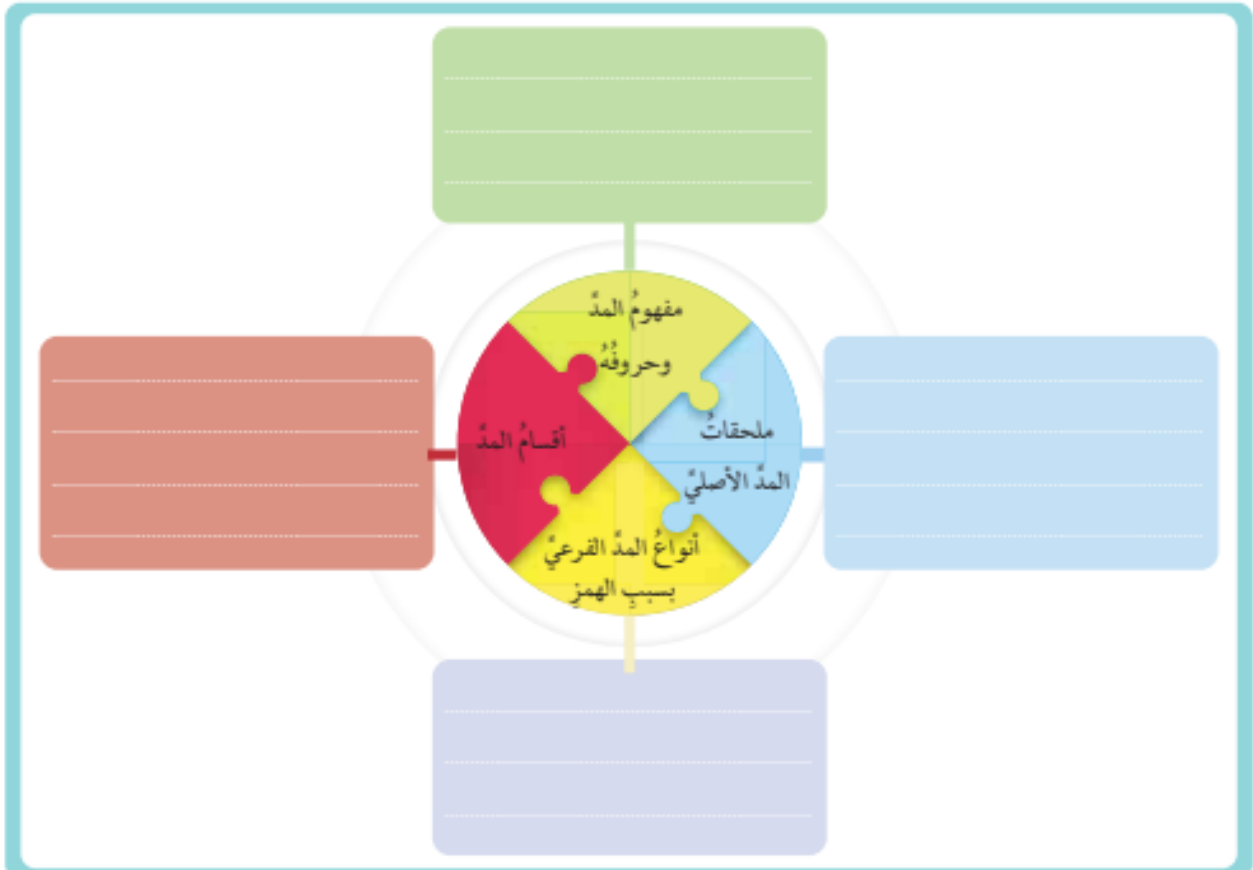 مفهومُ المدِّ
وحروفُهُ
ملحقاتُ
المدِّ الأصليِّ
أقسامُ المدِّ
أنواعُ المدِّ الفرعيِّ
بسببِ الهمزِ